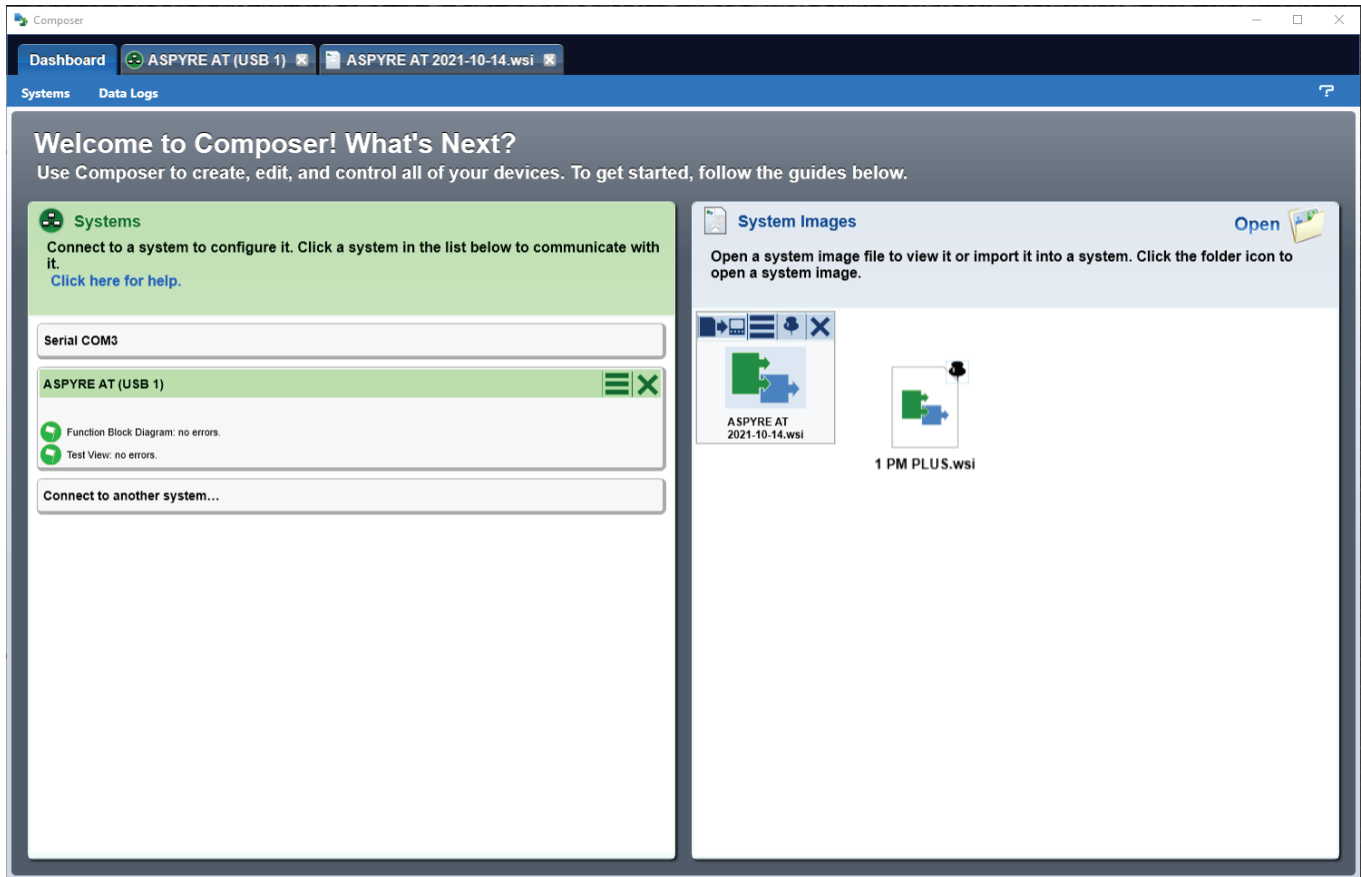 Composer
Dashboard
ASPYRE AT (USB 1)
ASPYRE AT 2021-10-14.wsi
Systems
Data Logs
?
Welcome to Composer! What's Next?
Use Composer to create, edit, and control all of your devices. To get started, follow the guides below.
Systems
Connect to a system to configure it. Click a system in the list below to communicate with
it.
Click here for help.
Serial COM3
ASPYRE AT (USB 1)
Function Block Diagram: no errors.
Test View: no errors.
Connect to another system...
System Images
Open
Open a system image file to view it or import it into a system. Click the folder icon to
open a system image.
ASPYRE AT
2021-10-14.wsi
1 PM PLUS.wsi